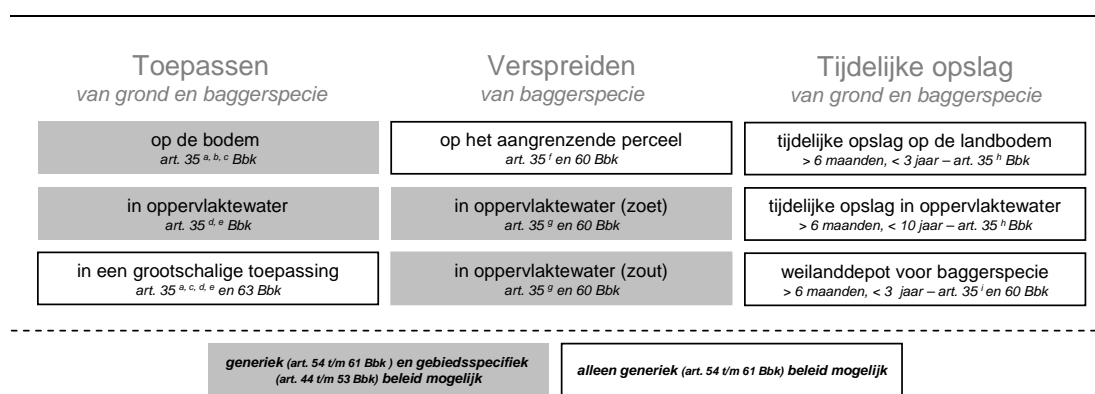 Toepassen
van grond en baggerspecie
op de bodem
art. 35 a, b, c Bbk
in oppervlaktewater
art. 35 d, e Bbk
in een grootschalige toepassing
art. 35 a, c, d, e en 63 Bbk
Verspreiden
van baggerspecie
op het aangrenzende perceel
art. 35 f en 60 Bbk
in oppervlaktewater (zoet)
art. 35 g en 60 Bbk
in oppervlaktewater (zout)
art. 35 g en 60 Bbk
Tijdelijke opslag
van grond en baggerspecie
tijdelijke opslag op de landbodem
> 6 maanden, < 3 jaar – art. 35 h Bbk
tijdelijke opslag in oppervlaktewater
> 6 maanden, < 10 jaar – art. 35 h Bbk
weilanddepot voor baggerspecie
> 6 maanden, < 3 jaar – art. 35 i en 60 Bbk
generiek (art. 54 t/m 61 Bbk ) en gebiedsspecifiek
(art. 44 t/m 53 Bbk) beleid mogelijk
alleen generiek (art. 54 t/m 61 Bbk) beleid mogelijk